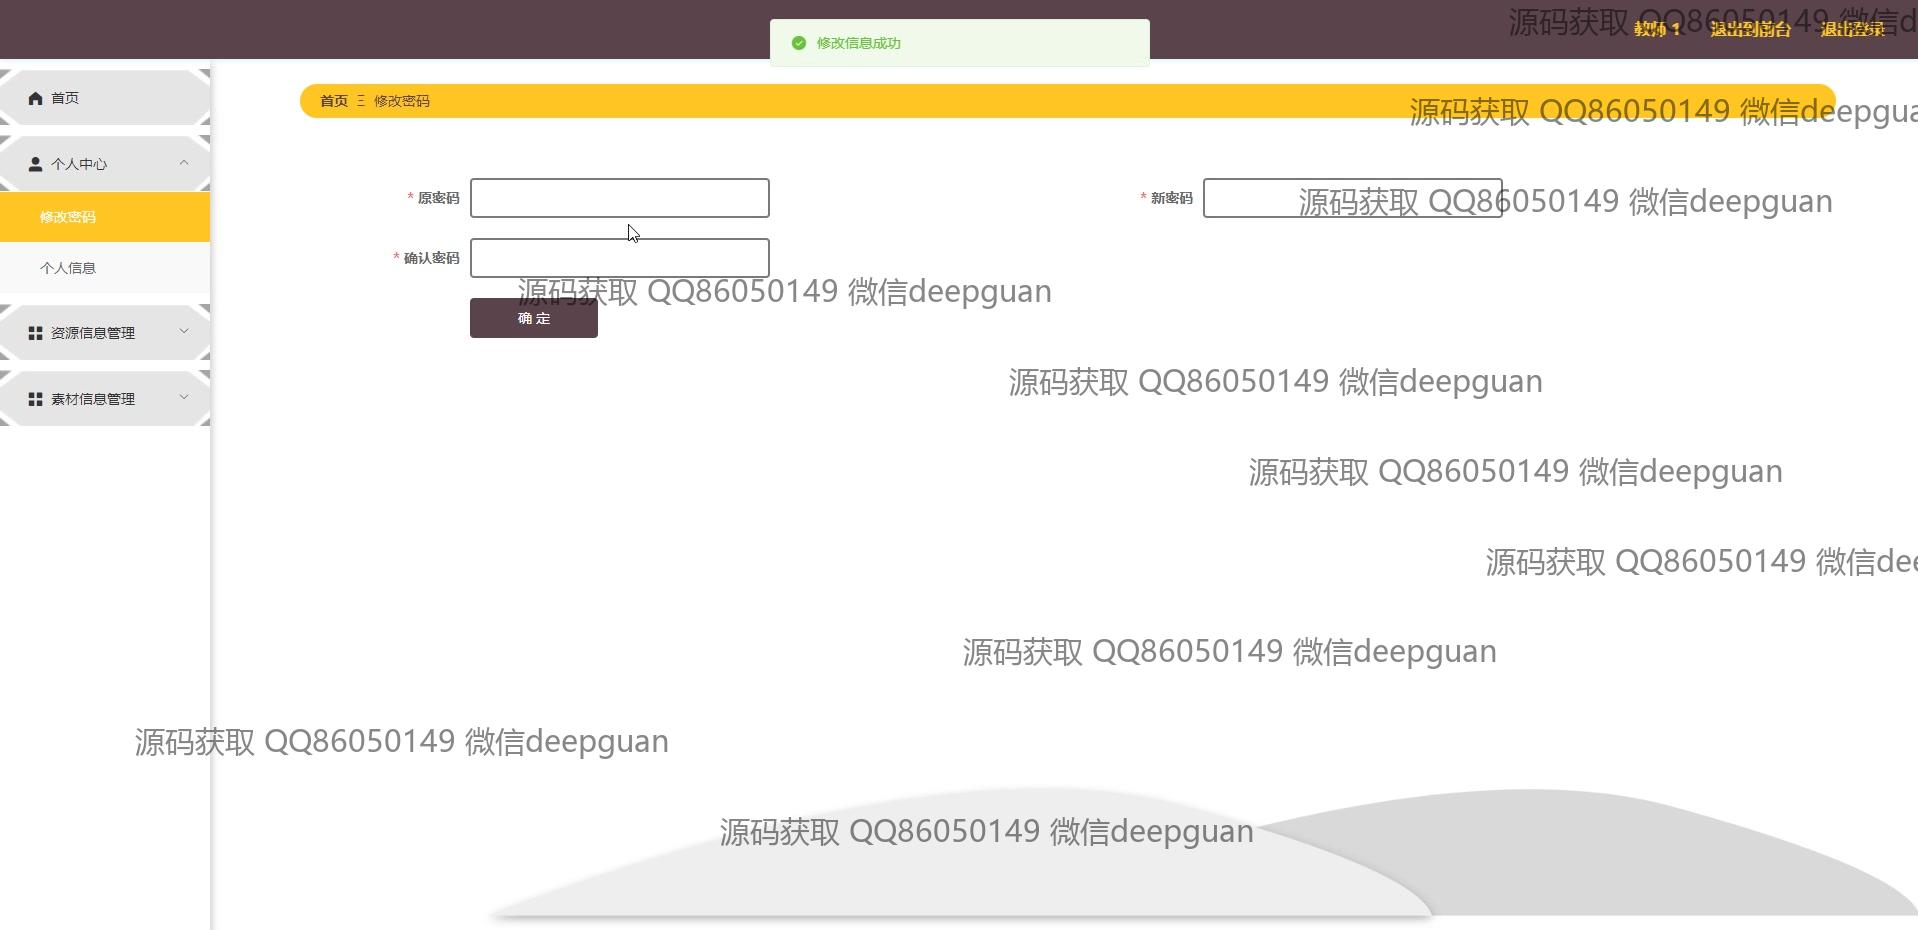 修改信息成功
源码获取 QQ86050149 微信d
教师 1 退出到前台 退出登录
首页
首页 Ξ 修改密码
源码获取 QQ86050149 微信deepgua
个人中心
* 原密码
* 新密码
源码获取 QQ86050149 微信deepguan
修改密码
* 确认密码
个人信息
源码获取 QQ86050149 微信deepguan
确 定
资源信息管理
源码获取 QQ86050149 微信deepguan
素材信息管理
源码获取 QQ86050149 微信deepguan
源码获取 QQ86050149 微信dee
源码获取 QQ86050149 微信deepguan
源码获取 QQ86050149 微信deepguan
源码获取 QQ86050149 微信deepguan